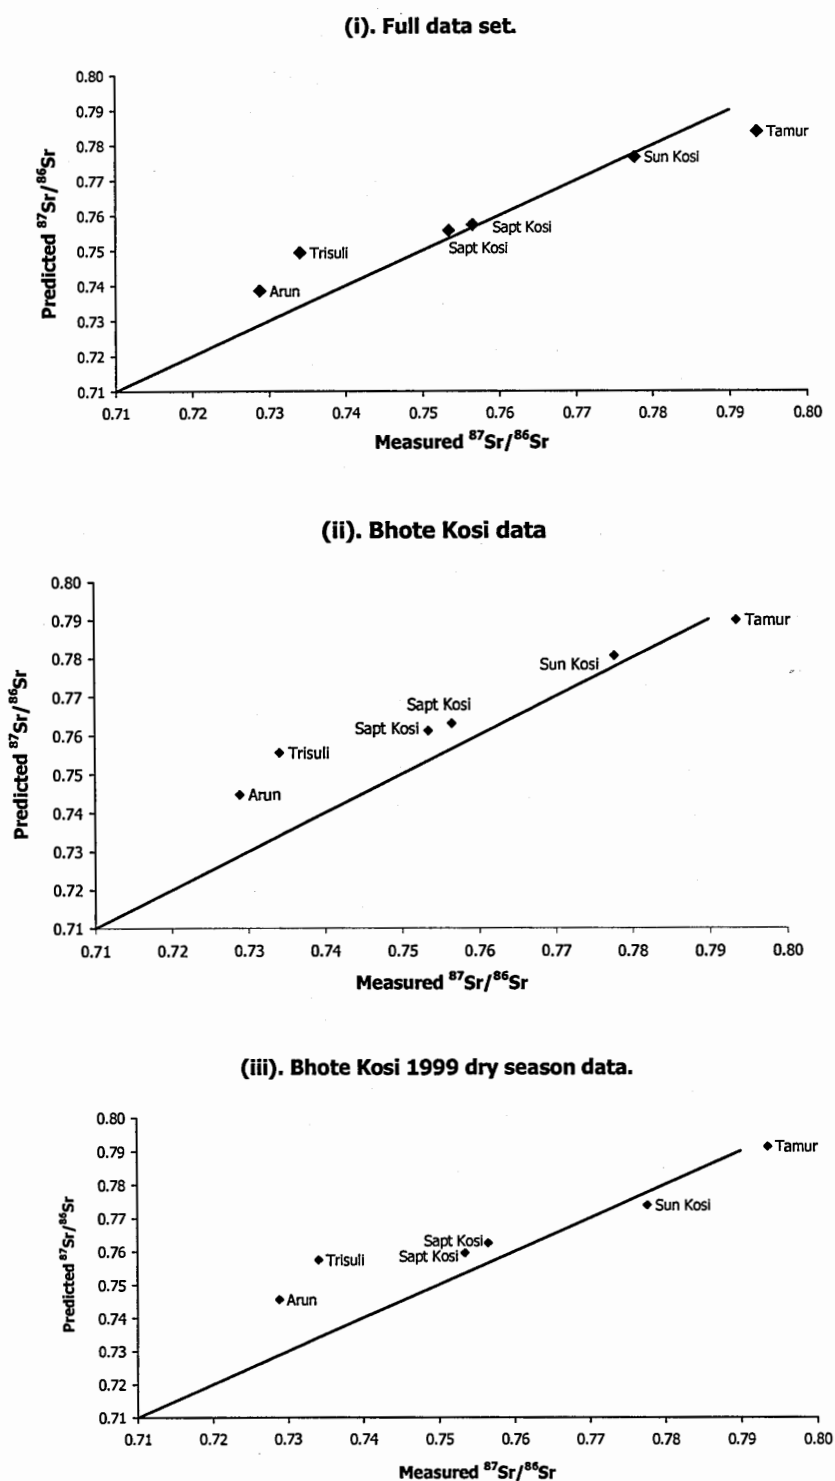 (i). Full data set.
0.80
0.79
0.78
0.77
0.76
0.75
0.74
0.73
0.72
0.71
Predicted ⁸⁷Sr/⁸⁶Sr
Tamur
Sun Kosi
Sapt Kosi
Sapt Kosi
Trisuli
Arun
0.71 0.72 0.73 0.74 0.75 0.76 0.77 0.78 0.79 0.80
Measured ⁸⁷Sr/⁸⁶Sr
(ii). Bhote Kosi data
0.80
0.79
0.78
0.77
0.76
0.75
0.74
0.73
0.72
0.71
Predicted ⁸⁷Sr/⁸⁶Sr
Tamur
Sun Kosi
Sapt Kosi
Sapt Kosi
Trisuli
Arun
0.71 0.72 0.73 0.74 0.75 0.76 0.77 0.78 0.79 0.80
Measured ⁸⁷Sr/⁸⁶Sr
(iii). Bhote Kosi 1999 dry season data.
0.80
0.79
0.78
0.77
0.76
0.75
0.74
0.73
0.72
0.71
Predicted ⁸⁷Sr/⁸⁶Sr
Tamur
Sun Kosi
Sapt Kosi
Sapt Kosi
Trisuli
Arun
0.71 0.72 0.73 0.74 0.75 0.76 0.77 0.78 0.79 0.80
Measured ⁸⁷Sr/⁸⁶Sr